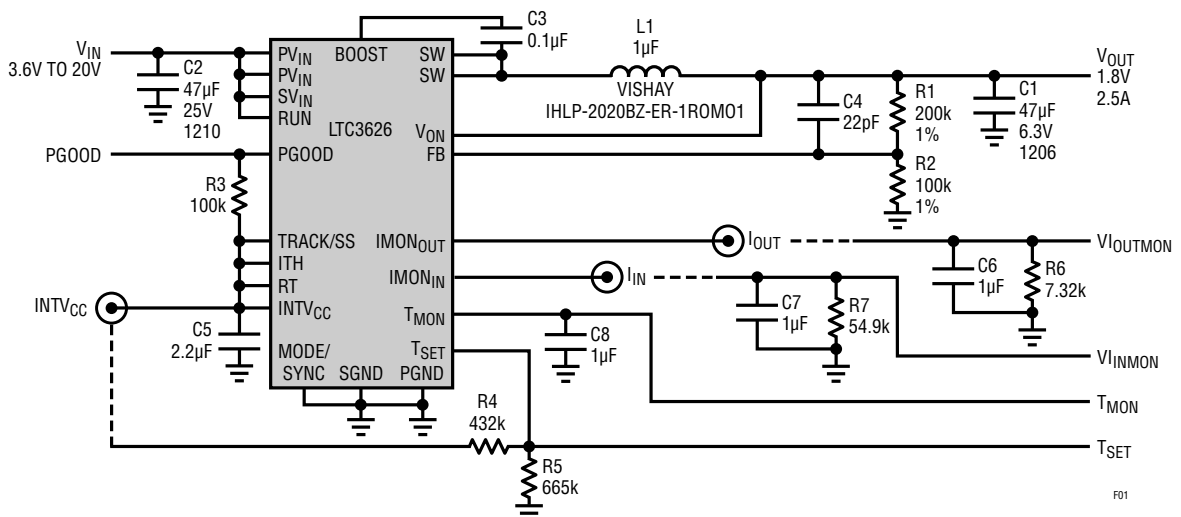 C3
0.1µF
L1
1µF
VISHAY
IHLP-2020BZ-ER-1ROMO1
VIN
3.6V TO 20V
C2
47µF
25V
1210
PVIN
PVIN
SVIN
RUN
BOOST
SW
SW
LTC3626
VON
FB
PGOOD
PGOOD
R3
100k
C4
22pF
R1
200k
1%
R2
100k
1%
C1
47µF
6.3V
1206
VOUT
1.8V
2.5A
TRACK/SS
ITH
RT
INTVCC
INTVCC
C5
2.2µF
MODE/
SYNC
SGND
PGND
IMONOUT
IMONIN
TMON
TSET
IOUT
IIN
C8
1µF
C7
1µF
R7
54.9k
C6
1µF
R6
7.32k
VIOUTMON
VIINMON
TMON
R4
432k
R5
665k
TSET
F01